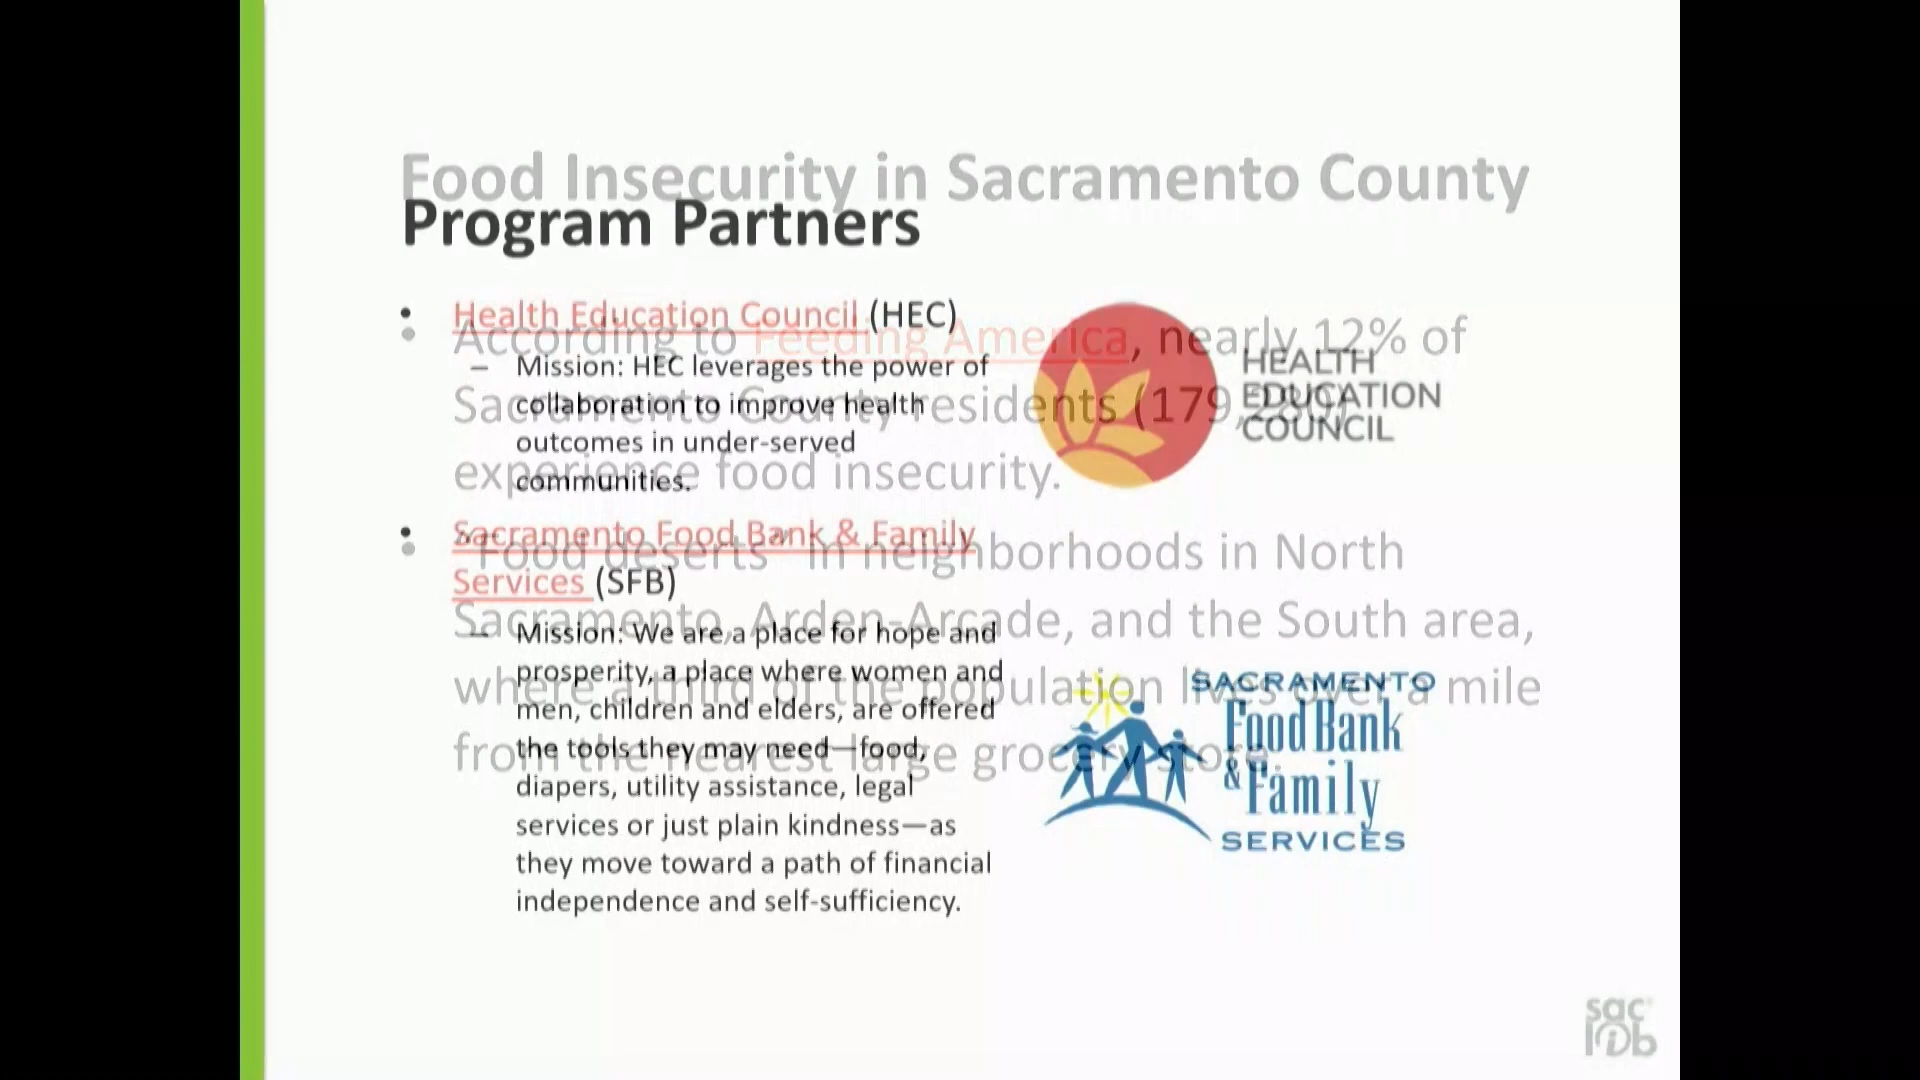 Food Insecurity in Sacramento County
Program Partners
• Health Education Council (HEC)
– Mission: HEC leverages the power of
collaboration to improve health
outcomes in under-served
communities.
• Sacramento Food Bank & Family
Services (SFB)
– Mission: We are a place for hope and
prosperity, a place where women and
men, children and elders, are offered
the tools they may need—food,
diapers, utility assistance, legal
services or just plain kindness—as
they move toward a path of financial
independence and self-sufficiency.
• According to Feeding America, nearly 12% of
Sacramento County residents (179
experience food insecurity.
• "Food deserts" in neighborhoods in North
Sacramento, Arden-Arcade, and the South area,
where a third of the population lives over a mile
from the nearest large grocery store.
HEALTH
EDUCATION
COUNCIL
SACRAMENTO
Food Bank
& Family
SERVICES
sac
lib